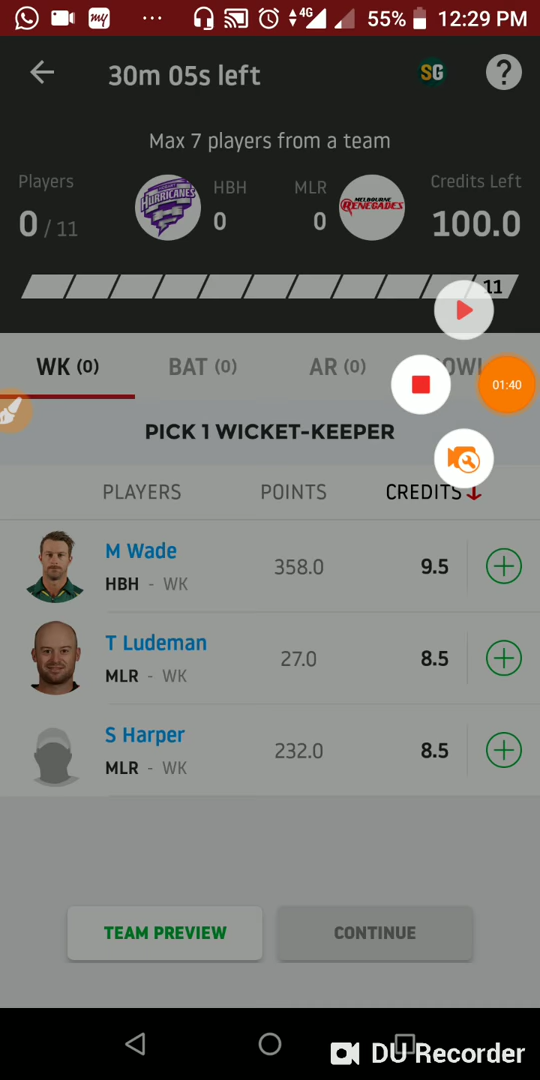 my ... 4G 55% 12:29 PM
30m 05s left SG ?
Max 7 players from a team
Players HBH MLR Credits Left
HURRICANES MELBOURNE RENEGADES
0 / 11 0 0 100.0
11
WK (0) BAT (0) AR (0)
01:40
PICK 1 WICKET-KEEPER
PLAYERS POINTS CREDITS
M Wade
358.0 9.5
HBH - WK
T Ludeman
27.0 8.5
MLR - WK
S Harper
232.0 8.5
MLR - WK
TEAM PREVIEW CONTINUE
DU Recorder